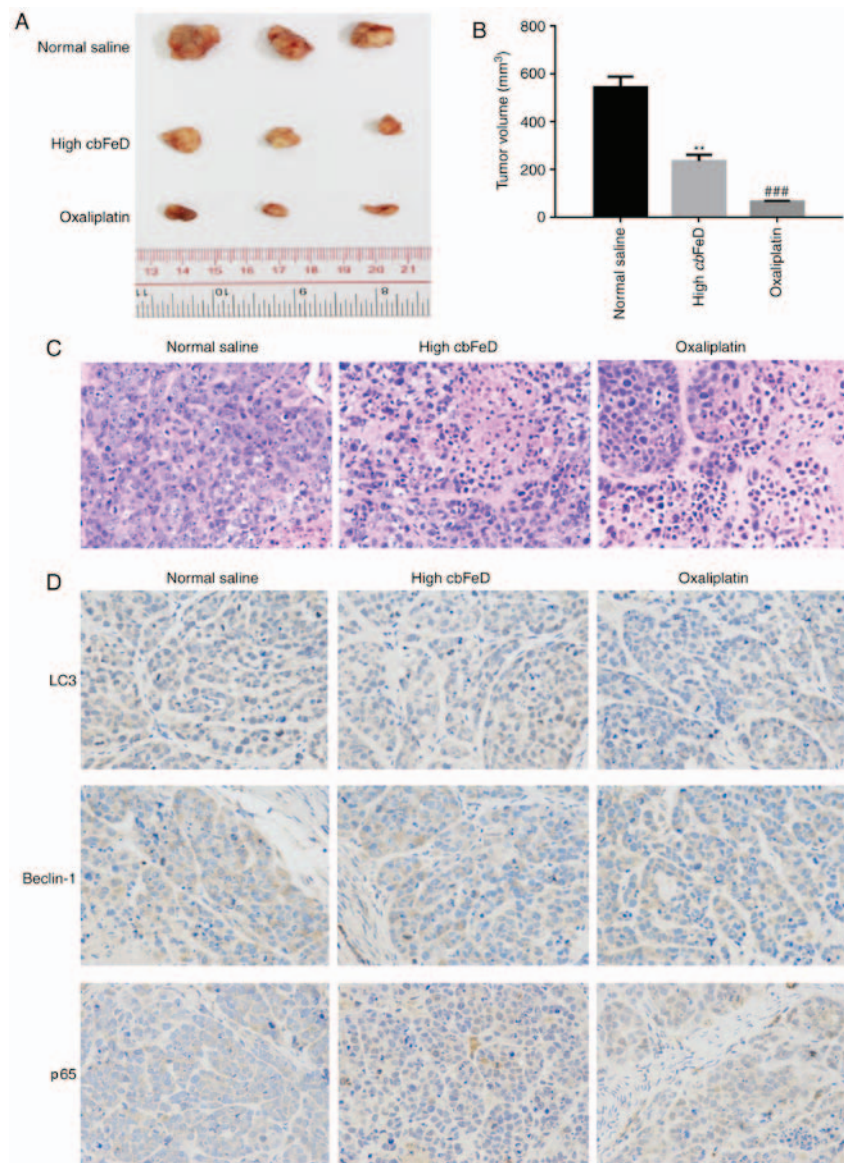 A
Normal saline
High cbFeD
Oxaliplatin
13 14 15 16 17 18 19 20 21
11 10 9 8
B
Tumor volume (mm3)
800
600
400
200
0
**
###
Normal saline
High cbFeD
Oxaliplatin
C
Normal saline High cbFeD Oxaliplatin
D
Normal saline High cbFeD Oxaliplatin
LC3
Beclin-1
p65